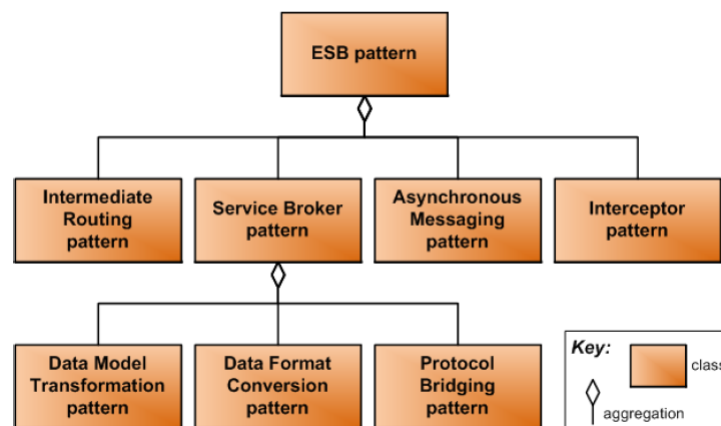 ESB pattern
Intermediate
Routing
pattern
Service Broker
pattern
Asynchronous
Messaging
pattern
Interceptor
pattern
Data Model
Transformation
pattern
Data Format
Conversion
pattern
Protocol
Bridging
pattern
Key:
class
aggregation